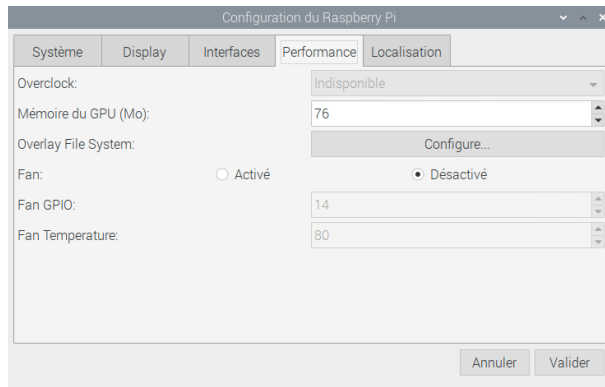 Configuration du Raspberry Pi
Système Display Interfaces Performance Localisation
Overclock: Indisponible
Mémoire du GPU (Mo): 76
Overlay File System: Configure...
Fan: Activé Désactivé
Fan GPIO: 14
Fan Temperature: 80
Annuler Valider